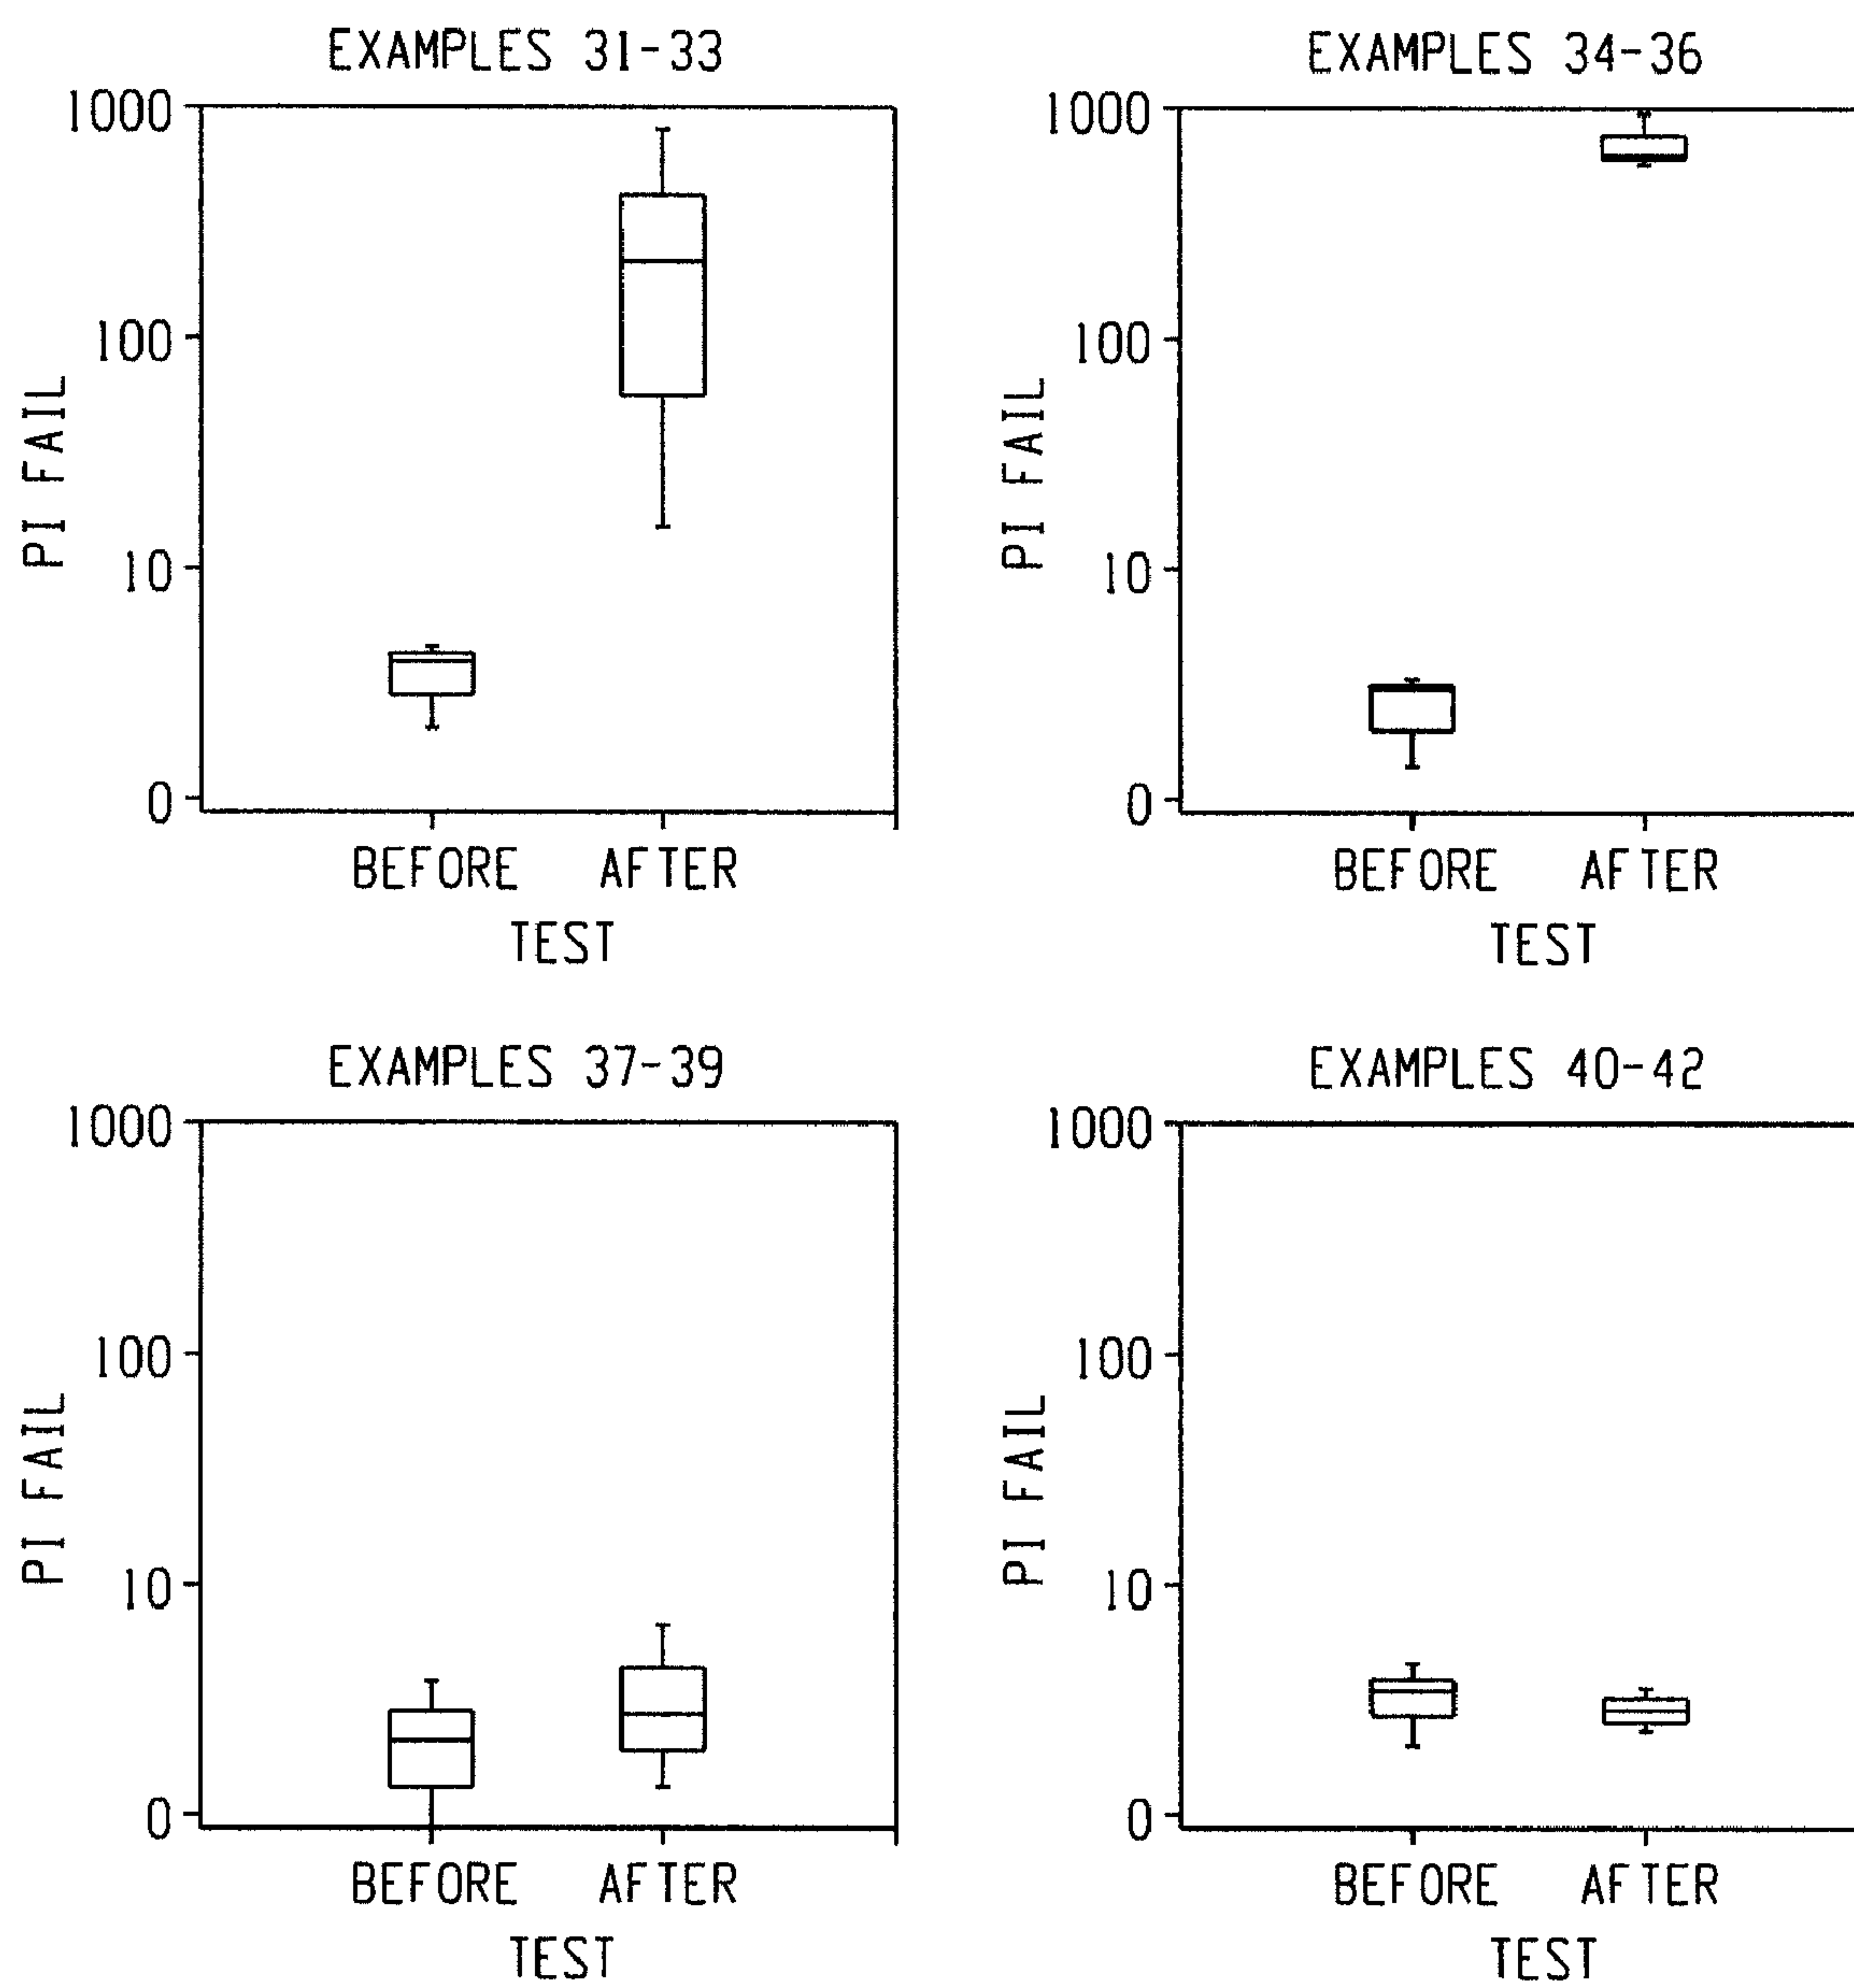 EXAMPLES 31-33
1000
100
10
0
PI FAIL
BEFORE AFTER
TEST
EXAMPLES 34-36
1000
100
10
0
PI FAIL
BEFORE AFTER
TEST
EXAMPLES 37-39
1000
100
10
0
PI FAIL
BEFORE AFTER
TEST
EXAMPLES 40-42
1000
100
10
0
PI FAIL
BEFORE AFTER
TEST